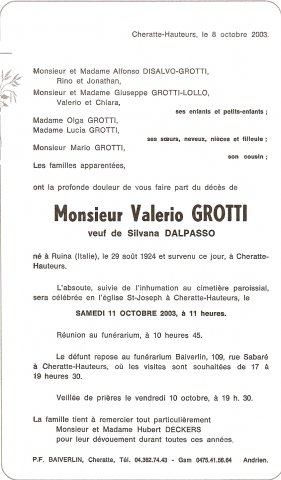 Cheratte-Hauteurs, le 8 octobre 2003.
Monsieur et Madame Alfonso DISALVO-GROTTI,
Rino et Jonathan,
Monsieur et Madame Giuseppe GROTTI-LOLLO,
Valerio et Chiara,
ses enfants et petits-enfants ;
Madame Olga GROTTI,
Madame Lucia GROTTI,
ses sœurs, neveux, nièces et filleule ;
Monsieur Mario GROTTI,
son cousin ;
Les familles apparentées,
ont la profonde douleur de vous faire part du décès de
Monsieur Valerio GROTTI
veuf de Silvana DALPASSO
né à Ruina (Italie), le 29 août 1924 et survenu ce jour, à Cheratte-
Hauteurs.
L'absoute, suivie de l'inhumation au cimetière paroissial,
sera célébrée en l'église St-Joseph à Cheratte-Hauteurs, le
SAMEDI 11 OCTOBRE 2003, à 11 heures.
Réunion au funérarium, à 10 heures 45.
Le défunt repose au funérarium Baiverlin, 109, rue Sabaré
à Cheratte-Hauteurs, où les visites sont souhaitées de 17 à
19 heures 30.
Veillée de prières le vendredi 10 octobre, à 19 h. 30.
La famille tient à remercier tout particulièrement
Monsieur et Madame Hubert DECKERS
pour leur dévouement durant toutes ces années.
P.F. BAIVERLIN, Cheratte, Tél. 04.362.74.43 - Gsm 0475.41.56.64 Andrien.